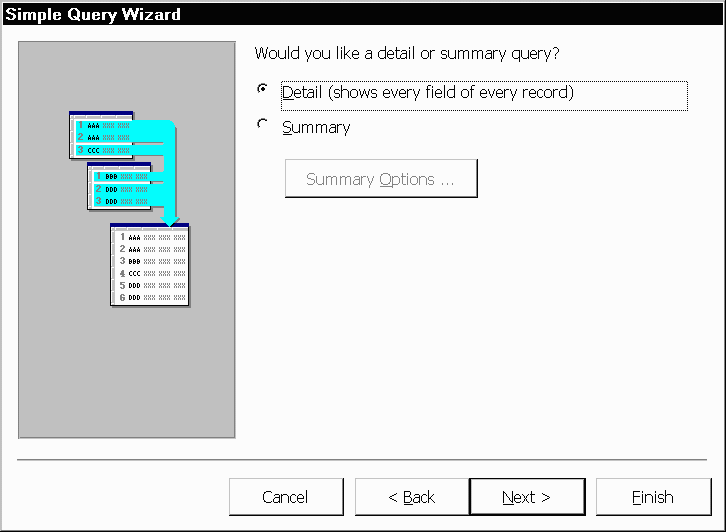 Simple Query Wizard
Would you like a detail or summary query?
Detail (shows every field of every record)
Summary
Summary Options ...
1 AAA XXX XXX
2 AAA XXX XXX
3 CCC XXX XXX
1 BBB XXX XXX
2 DDD XXX XXX
3 DDD XXX XXX
1 AAA XXX XXX XXX
2 AAA XXX XXX XXX
3 BBB XXX XXX XXX
4 CCC XXX XXX XXX
5 DDD XXX XXX XXX
6 DDD XXX XXX XXX
Cancel < Back Next > Finish